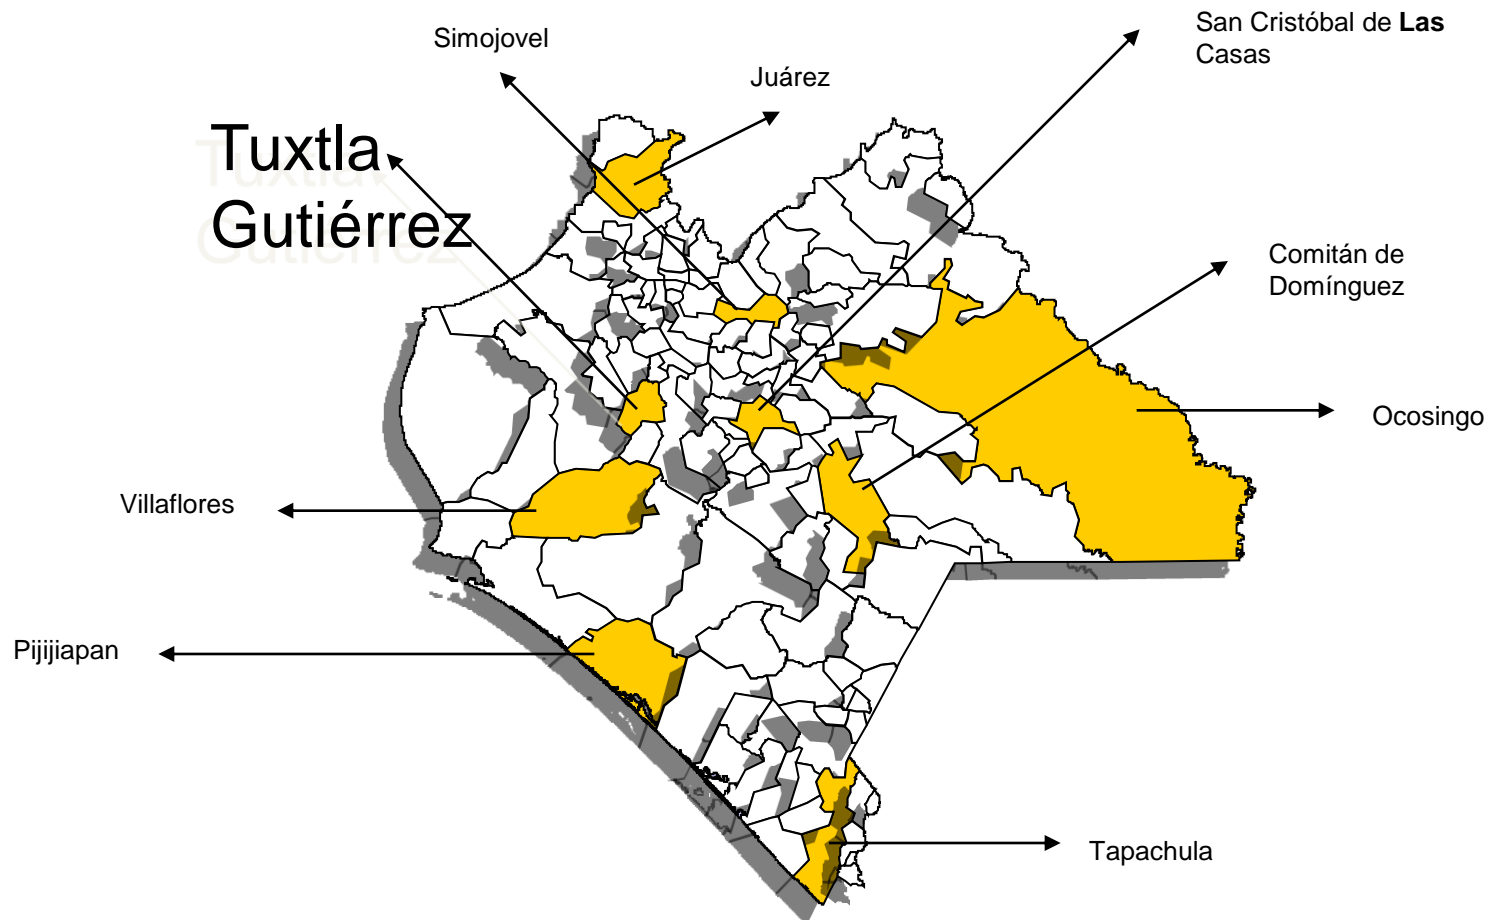 San Cristóbal de Las
Casas
Simojovel
Juárez
Tuxtla
Gutiérrez
Comitán de
Domínguez
Ocosingo
Villaflores
Pijijiapan
Tapachula